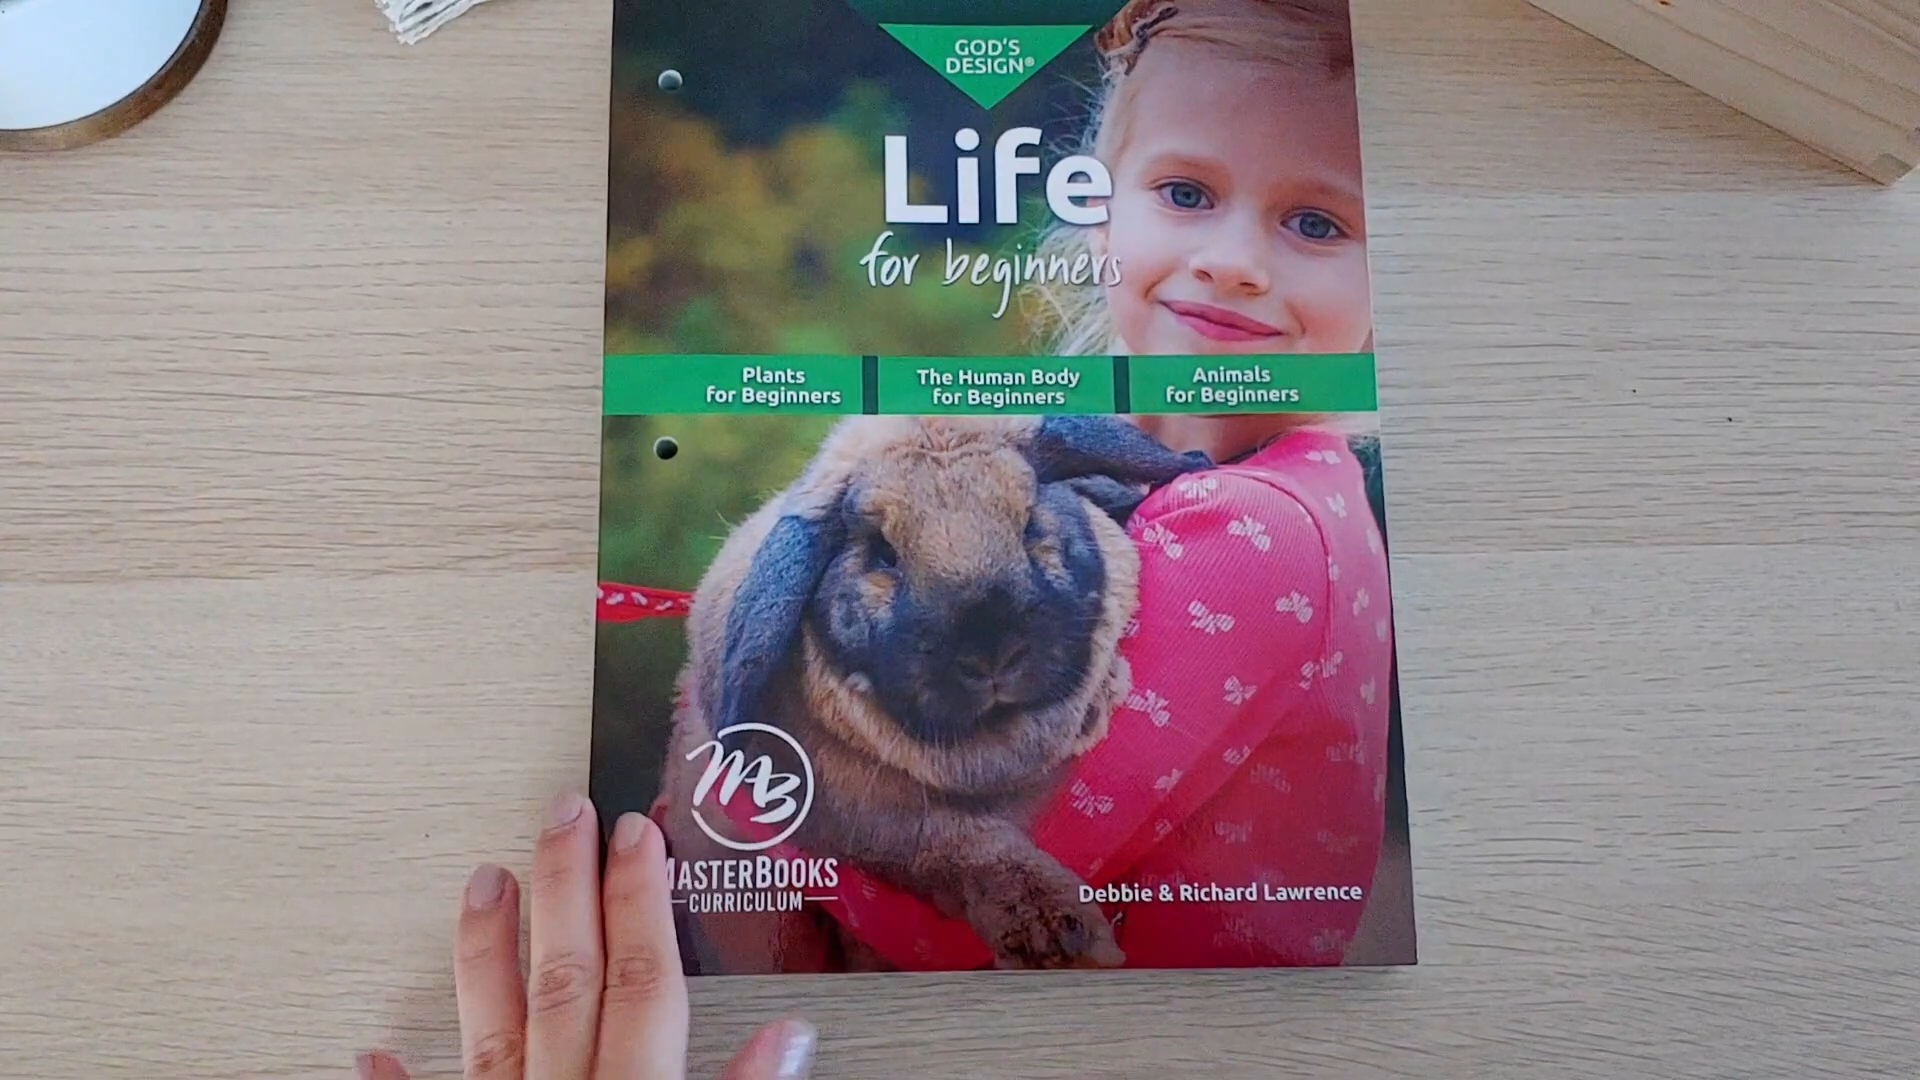 GOD'S
DESIGN®
Life
for beginners
Plants
for Beginners
The Human Body
for Beginners
Animals
for Beginners
MAB
MASTERBOOKS
CURRICULUM
Debbie & Richard Lawrence